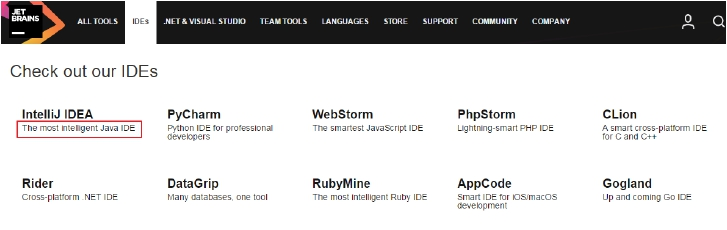 JET
BRAINS
ALL TOOLS
IDEs
.NET & VISUAL STUDIO
TEAM TOOLS
LANGUAGES
STORE
SUPPORT
COMMUNITY
COMPANY
Check out our IDEs
IntelliJ IDEA
The most intelligent Java IDE
PyCharm
Python IDE for professional
developers
WebStorm
The smartest JavaScript IDE
PhpStorm
Lightning-smart PHP IDE
CLion
A smart cross-platform IDE
for C and C++
Rider
Cross-platform .NET IDE
DataGrip
Many databases, one tool
RubyMine
The most intelligent Ruby IDE
AppCode
Smart IDE for iOS/macOS
development
Gogland
Up and coming Go IDE